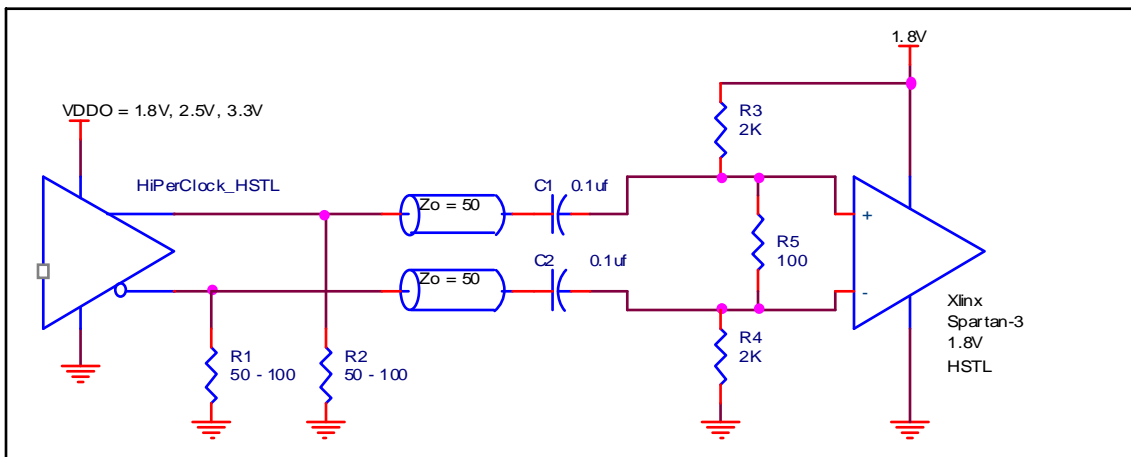 1.8V
VDDO = 1.8V, 2.5V, 3.3V
R3
2K
HiPerClock_HSTL
C1 0.1uf
Zo = 50
+
R5
100
C2 0.1uf
Zo = 50
-
Xlinx
Spartan-3
1.8V
HSTL
R1
50 - 100
R2
50 - 100
R4
2K